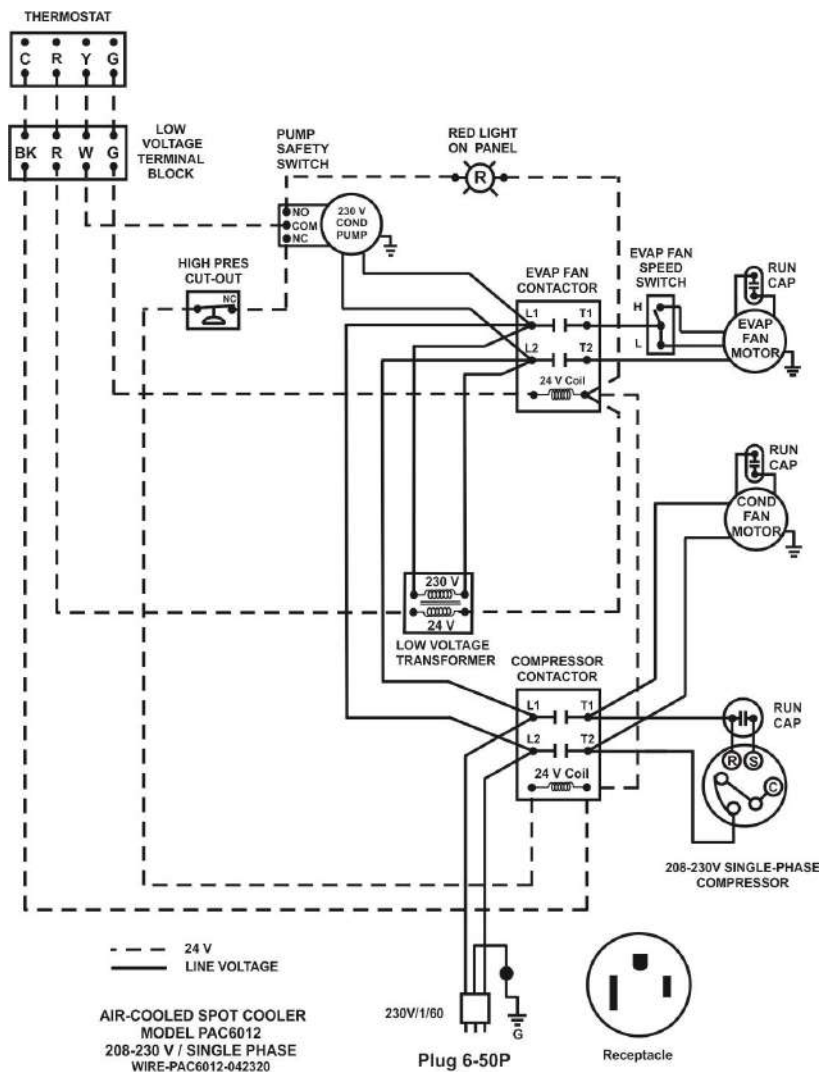 THERMOSTAT
C R Y G
BK R W G
LOW
VOLTAGE
TERMINAL
BLOCK
PUMP
SAFETY
SWITCH
NO
COM
NC
230 V
COND
PUMP
RED LIGHT
ON PANEL
R
HIGH PRES
CUT-OUT
NC
EVAP FAN
CONTACTOR
L1 T1
L2 T2
24 V Coil
EVAP FAN
SPEED
SWITCH
H
L
RUN
CAP
EVAP
FAN
MOTOR
RUN
CAP
COND
FAN
MOTOR
230 V
24 V
LOW VOLTAGE
TRANSFORMER
COMPRESSOR
CONTACTOR
L1 T1
L2 T2
24 V Coil
RUN
CAP
R S
C
208-230V SINGLE-PHASE
COMPRESSOR
24 V
LINE VOLTAGE
AIR-COOLED SPOT COOLER
MODEL PAC6012
208-230 V / SINGLE PHASE
WIRE-PAC6012-042320
230V/1/60
G
Plug 6-50P
Receptacle